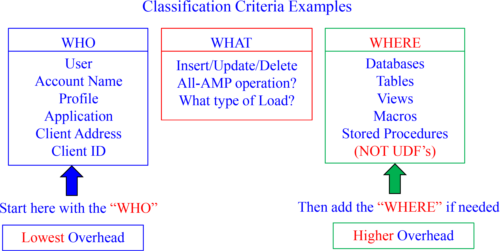 Classification Criteria Examples
WHO
User
Account Name
Profile
Application
Client Address
Client ID
WHAT
Insert/Update/Delete
All-AMP operation?
What type of Load?
WHERE
Databases
Tables
Views
Macros
Stored Procedures
(NOT UDF's)
Start here with the “WHO”
Lowest Overhead
Then add the “WHERE” if needed
Higher Overhead